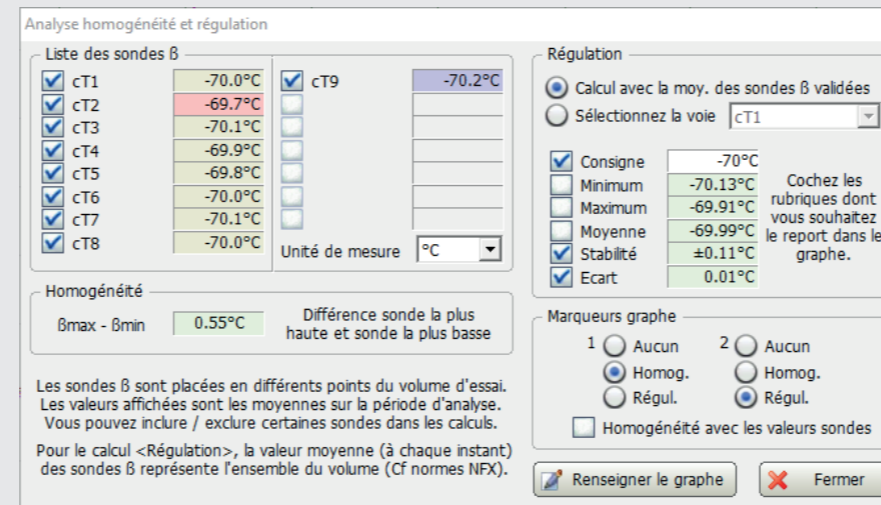 Analyse homogénéité et régulation
Liste des sondes ß
cT1 -70.0°C
cT2 -69.7°C
cT3 -70.1°C
cT4 -69.9°C
cT5 -69.8°C
cT6 -70.0°C
cT7 -70.1°C
cT8 -70.0°C
cT9 -70.2°C
Unité de mesure °C
Homogénéité
ßmax - ßmin 0.55°C
Différence sonde la plus
haute et sonde la plus basse
Les sondes ß sont placées en différents points du volume d'essai.
Les valeurs affichées sont les moyennes sur la période d'analyse.
Vous pouvez inclure / exclure certaines sondes dans les calculs.
Pour le calcul <Régulation>, la valeur moyenne (à chaque instant)
des sondes ß représente l'ensemble du volume (Cf normes NFX).
Régulation
Calcul avec la moy. des sondes ß validées
Sélectionnez la voie cT1
Consigne -70°C
Minimum -70.13°C
Maximum -69.91°C
Moyenne -69.99°C
Stabilité ±0.11°C
Ecart 0.01°C
Cochez les
rubriques dont
vous souhaitez
le report dans le
graphe.
Marqueurs graphe
1 Aucun 2 Aucun
Homog. Homog.
Régul. Régul.
Homogénéité avec les valeurs sondes
Renseigner le graphe Fermer